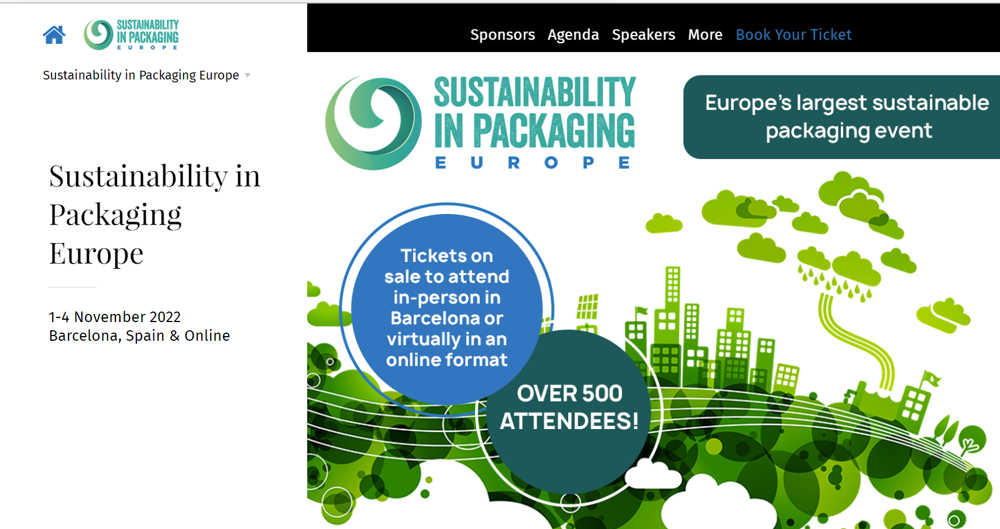 SUSTAINABILITY
IN PACKAGING
EUROPE
Sustainability in Packaging Europe
Sustainability in
Packaging
Europe
1-4 November 2022
Barcelona, Spain & Online
Sponsors Agenda Speakers More Book Your Ticket
SUSTAINABILITY
IN PACKAGING
EUROPE
Europe's largest sustainable
packaging event
Tickets on
sale to attend
in-person in
Barcelona or
virtually in an
online format
OVER 500
ATTENDEES!